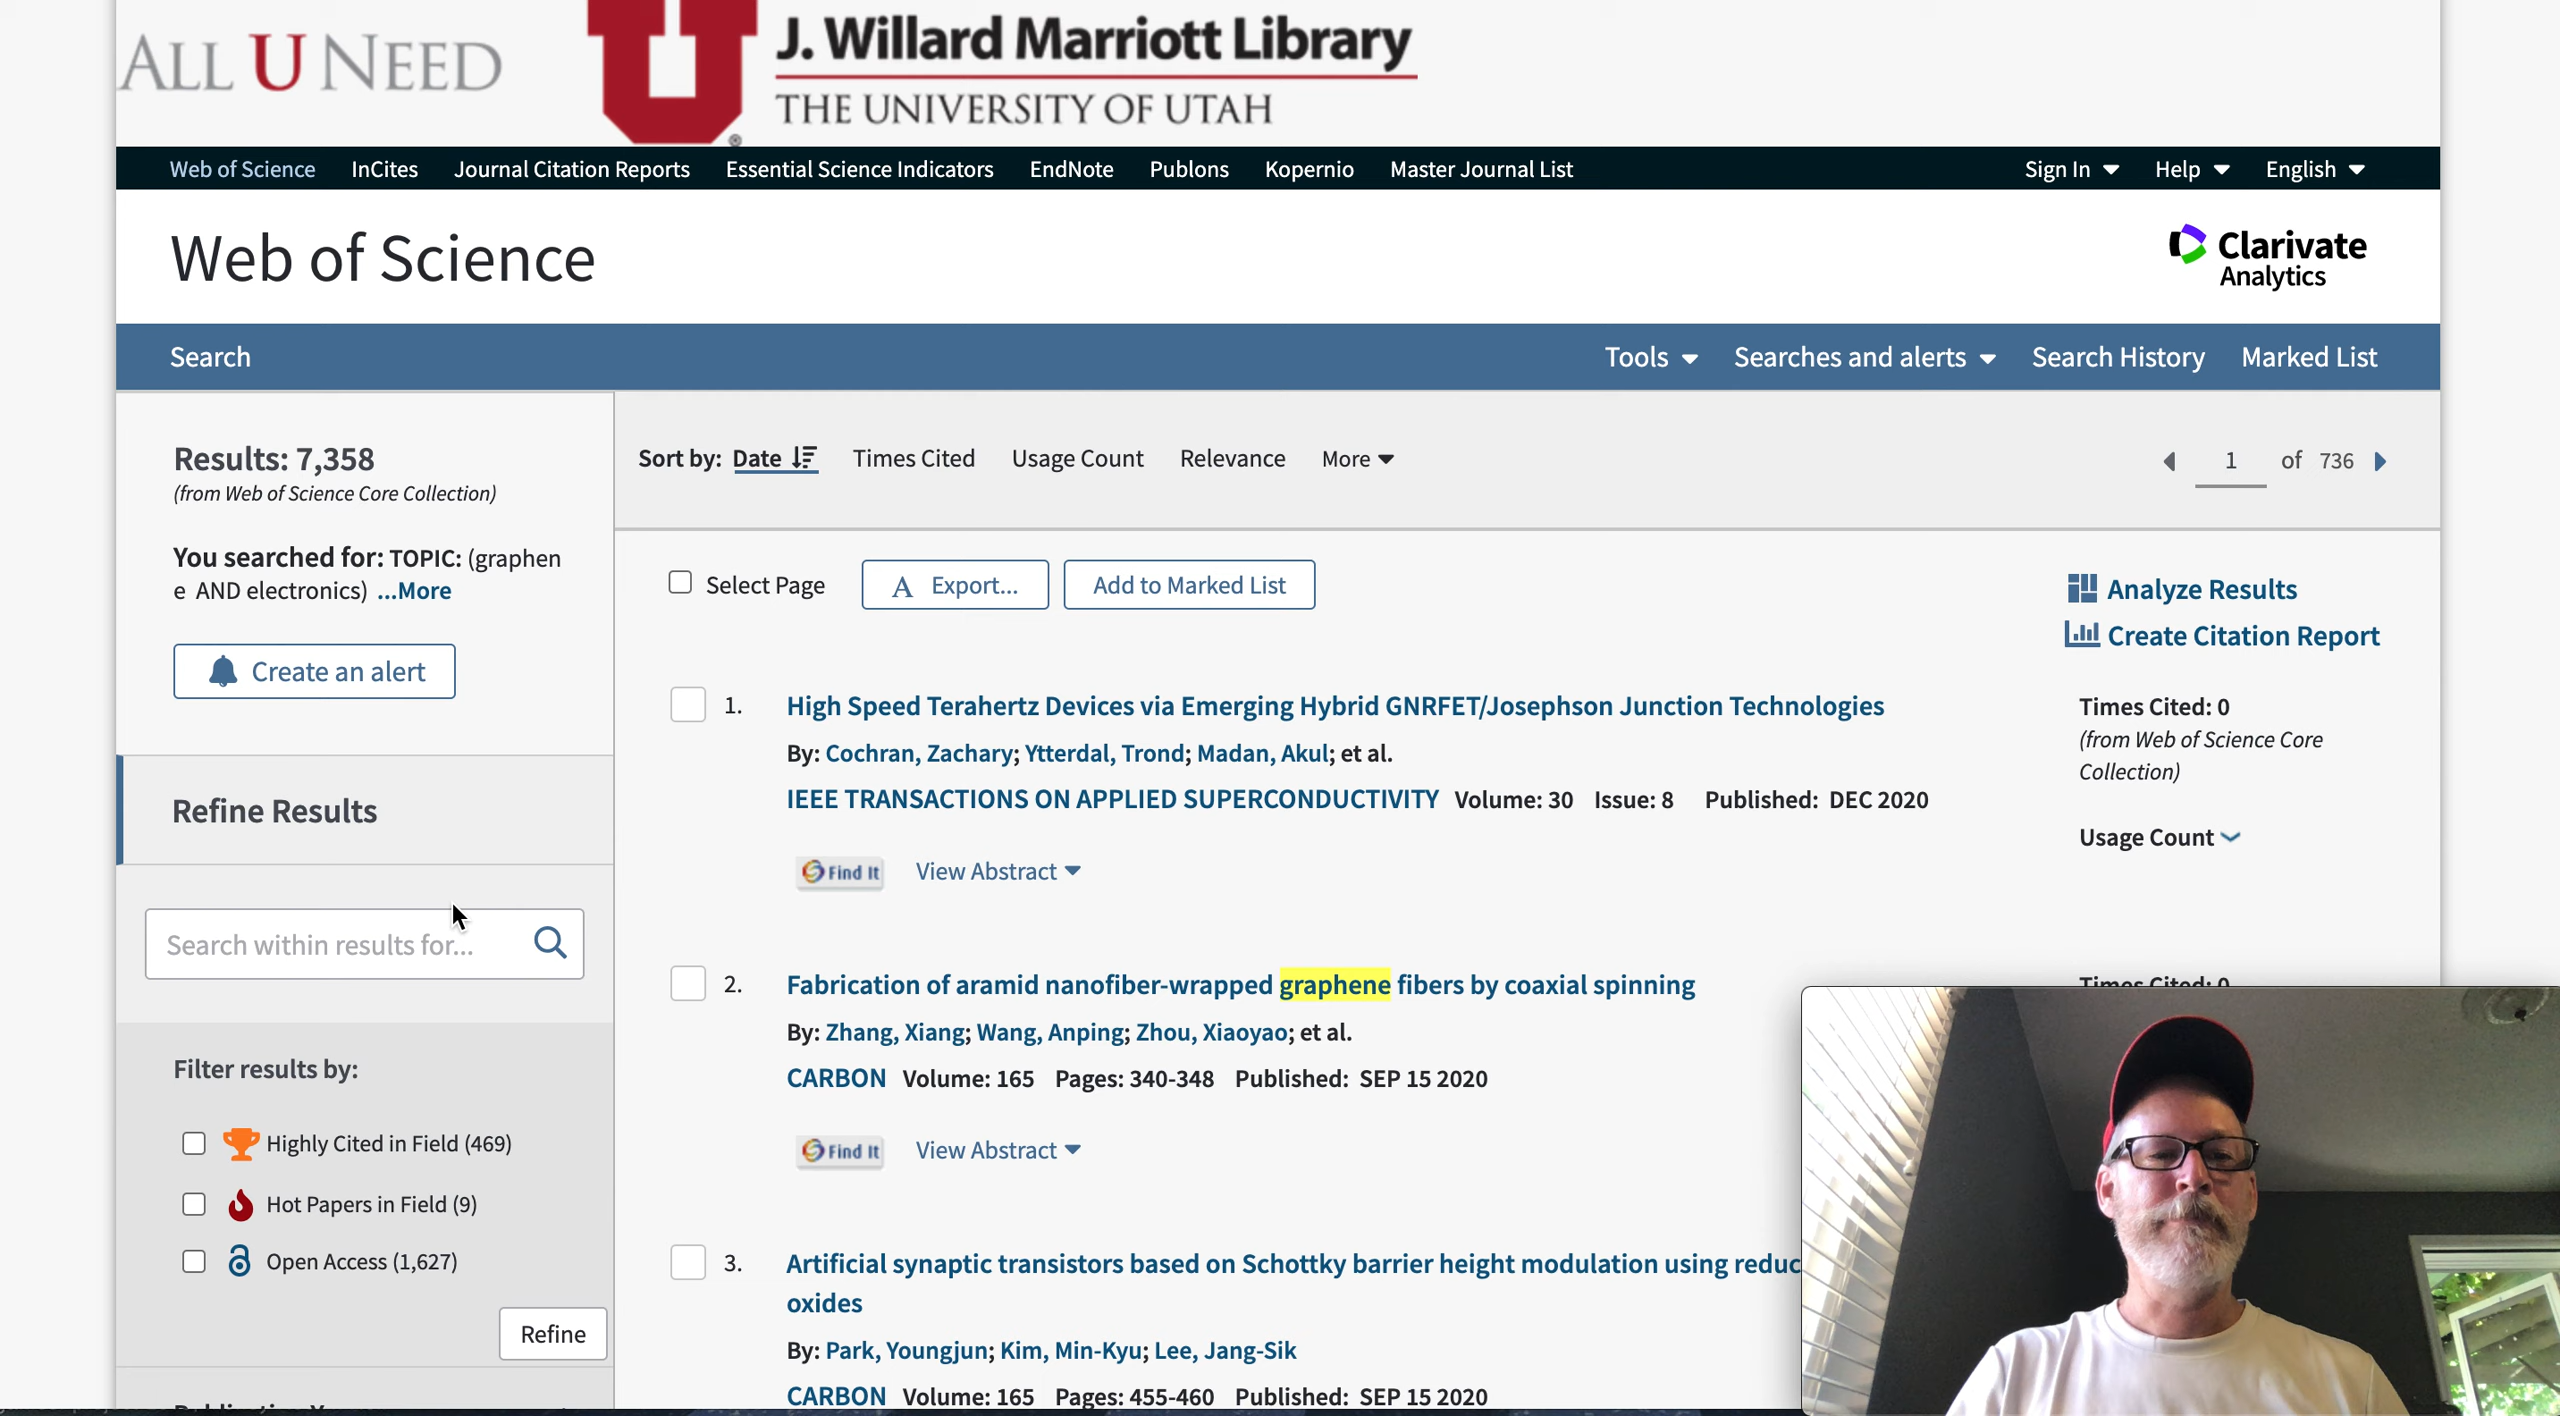 ALL U NEED
J. Willard Marriott Library
THE UNIVERSITY OF UTAH
Web of Science InCites Journal Citation Reports Essential Science Indicators EndNote Publons Kopernio Master Journal List Sign In Help English
Web of Science
Clarivate
Analytics
Search Tools Searches and alerts Search History Marked List
Results: 7,358
(from Web of Science Core Collection)
You searched for: TOPIC: (graphen
e AND electronics) ...More
Create an alert
Refine Results
Search within results for...
Filter results by:
Highly Cited in Field (469)
Hot Papers in Field (9)
Open Access (1,627)
Refine
Sort by: Date Times Cited Usage Count Relevance More
1 of 736
Select Page Export... Add to Marked List
Analyze Results
Create Citation Report
1. High Speed Terahertz Devices via Emerging Hybrid GNRFET/Josephson Junction Technologies
By: Cochran, Zachary; Ytterdal, Trond; Madan, Akul; et al.
IEEE TRANSACTIONS ON APPLIED SUPERCONDUCTIVITY Volume: 30 Issue: 8 Published: DEC 2020
Find It View Abstract
Times Cited: 0
(from Web of Science Core
Collection)
Usage Count
2. Fabrication of aramid nanofiber-wrapped graphene fibers by coaxial spinning
By: Zhang, Xiang; Wang, Anping; Zhou, Xiaoyao; et al.
CARBON Volume: 165 Pages: 340-348 Published: SEP 15 2020
Find It View Abstract
Times Cited: 0
3. Artificial synaptic transistors based on Schottky barrier height modulation using reduc
oxides
By: Park, Youngjun; Kim, Min-Kyu; Lee, Jang-Sik
CARBON Volume: 165 Pages: 455-460 Published: SEP 15 2020